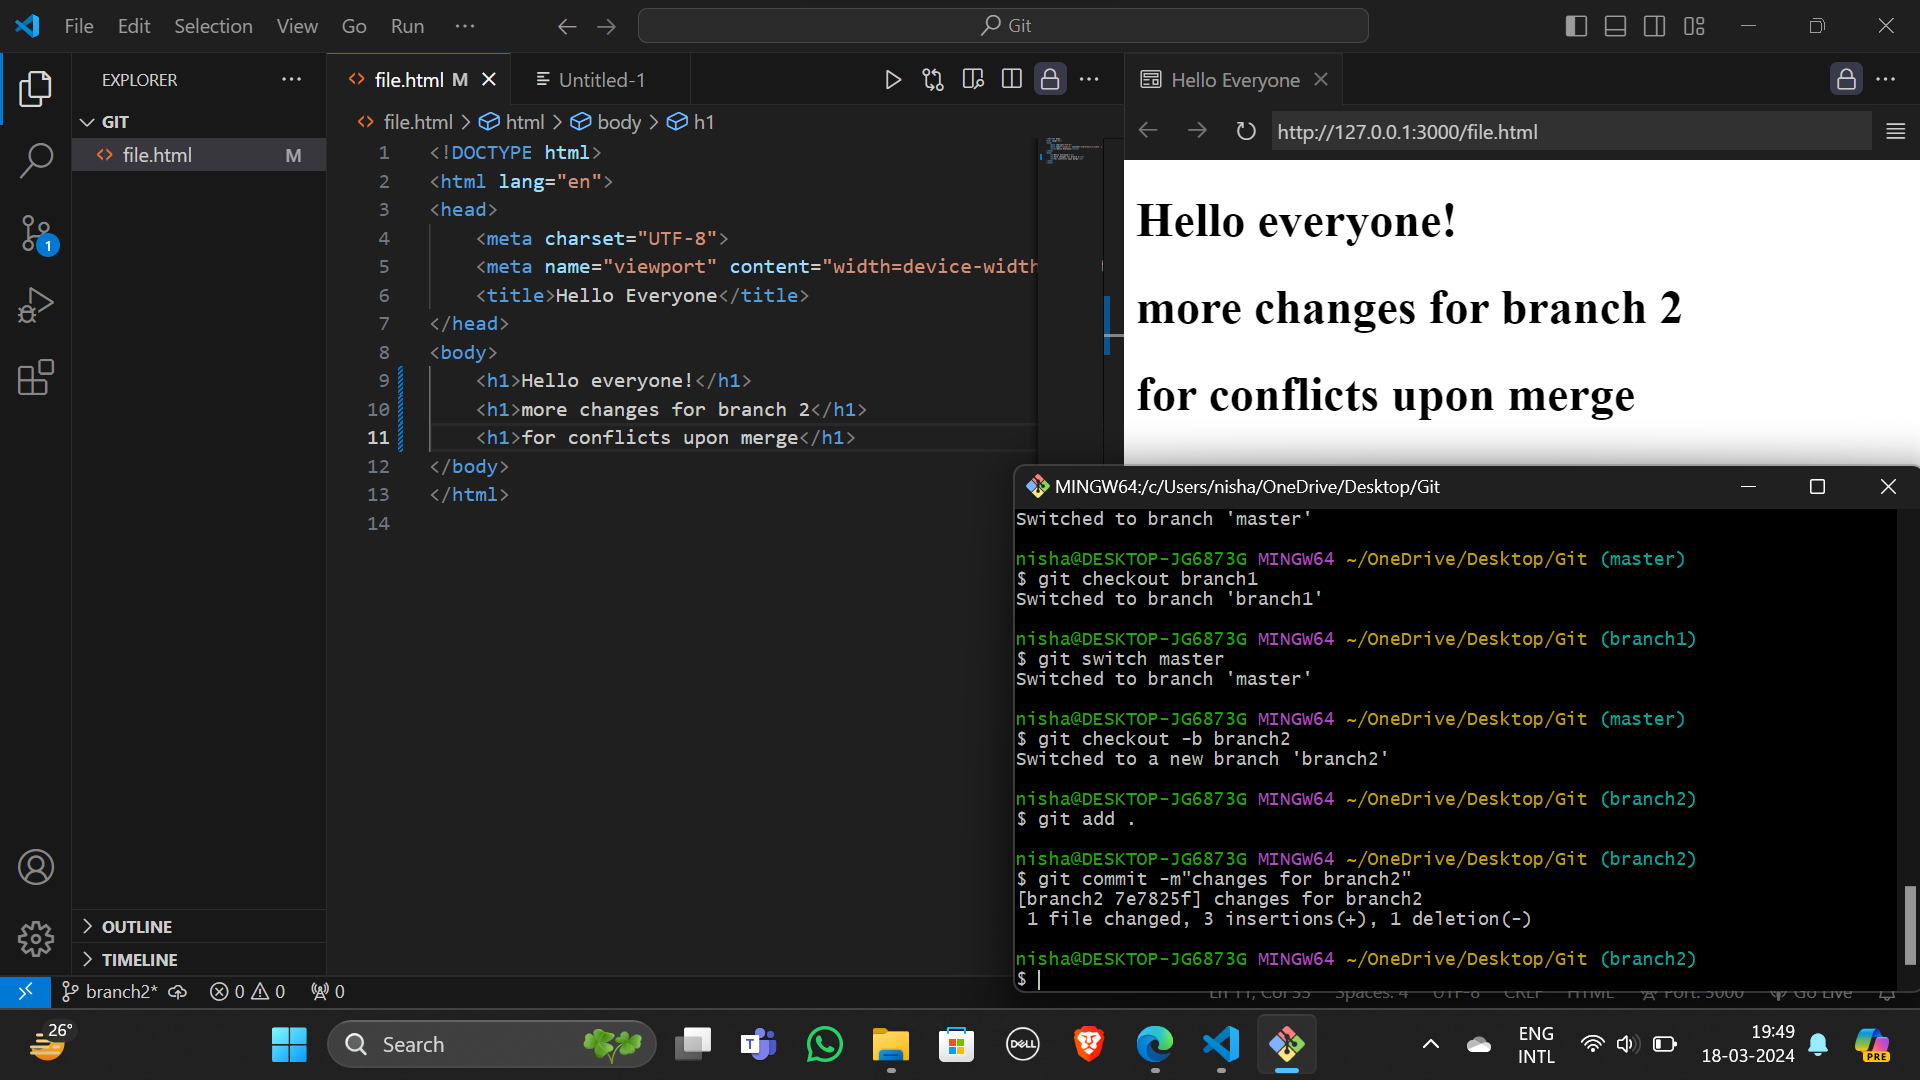 File Edit Selection View Go Run ···
Git
EXPLORER
GIT
file.html M
file.html M
Untitled-1
file.html > html > body > h1
1 <!DOCTYPE html>
2 <html lang="en">
3 <head>
4 <meta charset="UTF-8">
5 <meta name="viewport" content="width=device-width
6 <title>Hello Everyone</title>
7 </head>
8 <body>
9 <h1>Hello everyone!</h1>
10 <h1>more changes for branch 2</h1>
11 <h1>for conflicts upon merge</h1>
12 </body>
13 </html>
14
Hello Everyone
http://127.0.0.1:3000/file.html
Hello everyone!
more changes for branch 2
for conflicts upon merge
MINGW64:/c/Users/nisha/OneDrive/Desktop/Git
Switched to branch 'master'
nisha@DESKTOP-JG6873G MINGW64 ~/OneDrive/Desktop/Git (master)
$ git checkout branch1
Switched to branch 'branch1'
nisha@DESKTOP-JG6873G MINGW64 ~/OneDrive/Desktop/Git (branch1)
$ git switch master
Switched to branch 'master'
nisha@DESKTOP-JG6873G MINGW64 ~/OneDrive/Desktop/Git (master)
$ git checkout -b branch2
Switched to a new branch 'branch2'
nisha@DESKTOP-JG6873G MINGW64 ~/OneDrive/Desktop/Git (branch2)
$ git add .
nisha@DESKTOP-JG6873G MINGW64 ~/OneDrive/Desktop/Git (branch2)
$ git commit -m"changes for branch2"
[branch2 7e7825f] changes for branch2
1 file changed, 3 insertions(+), 1 deletion(-)
nisha@DESKTOP-JG6873G MINGW64 ~/OneDrive/Desktop/Git (branch2)
$
1
OUTLINE
TIMELINE
branch2* 0 0 0
Ln 11, Col 33 Spaces: 4 UTF-8 CRLF HTML Port: 3000 Go Live
26°
Search
T
DELL
ENG
INTL
19:49
18-03-2024
PRE